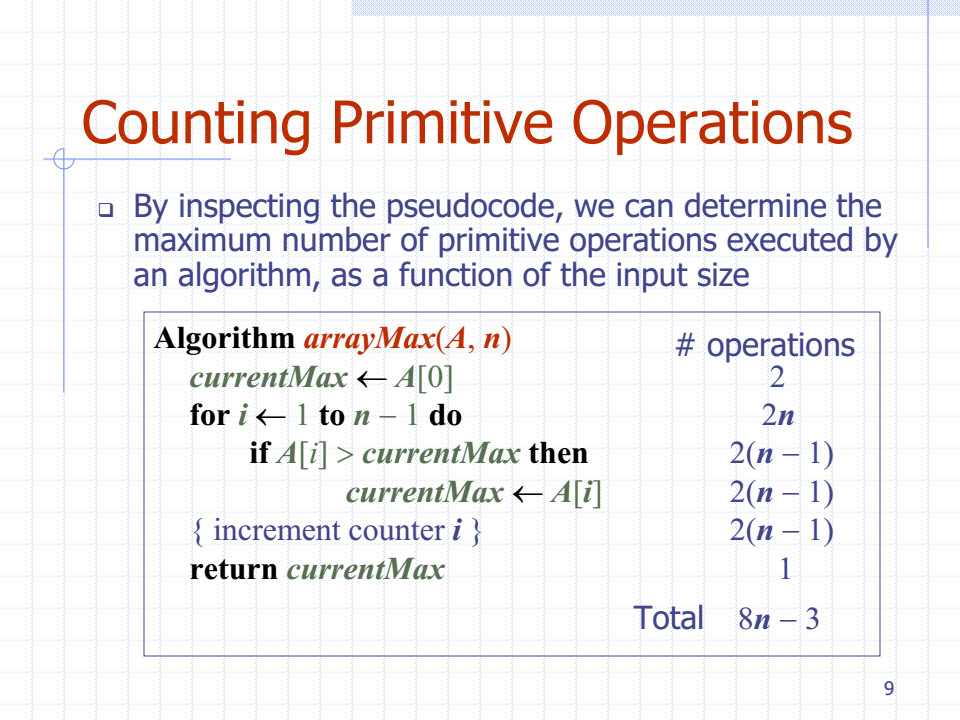 Counting Primitive Operations
❑ By inspecting the pseudocode, we can determine the
maximum number of primitive operations executed by
an algorithm, as a function of the input size
Algorithm arrayMax(A, n) # operations
currentMax ← A[0] 2
for i ← 1 to n − 1 do 2n
if A[i] > currentMax then 2(n − 1)
currentMax ← A[i] 2(n − 1)
{ increment counter i } 2(n − 1)
return currentMax 1
Total 8n − 3
9